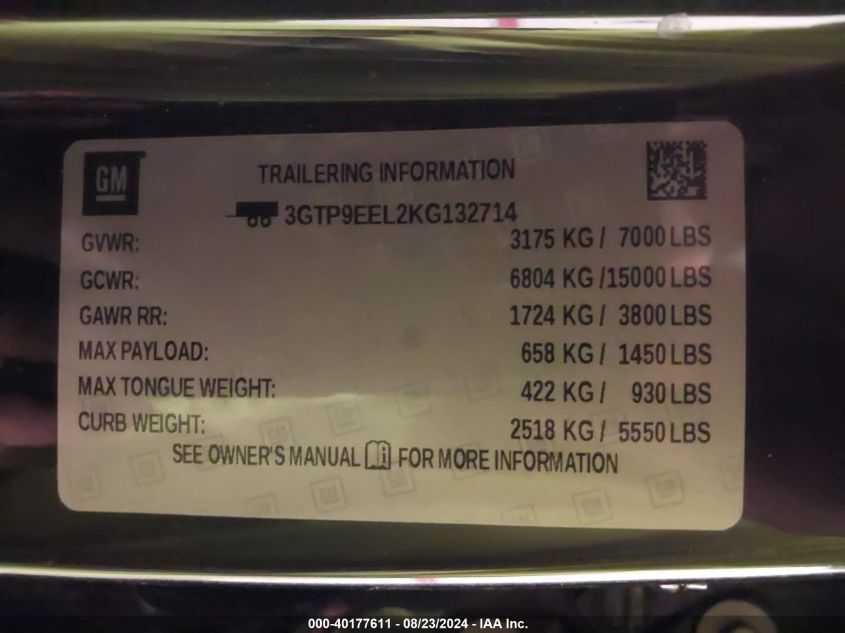 GM
TRAILERING INFORMATION
3GTP9EEL2KG132714
GVWR: 3175 KG / 7000 LBS
GCWR: 6804 KG /15000 LBS
GAWR RR: 1724 KG / 3800 LBS
MAX PAYLOAD: 658 KG / 1450 LBS
MAX TONGUE WEIGHT: 422 KG / 930 LBS
CURB WEIGHT: 2518 KG / 5550 LBS
SEE OWNER'S MANUAL FOR MORE INFORMATION
000-40177611 - 08/23/2024 - IAA Inc.